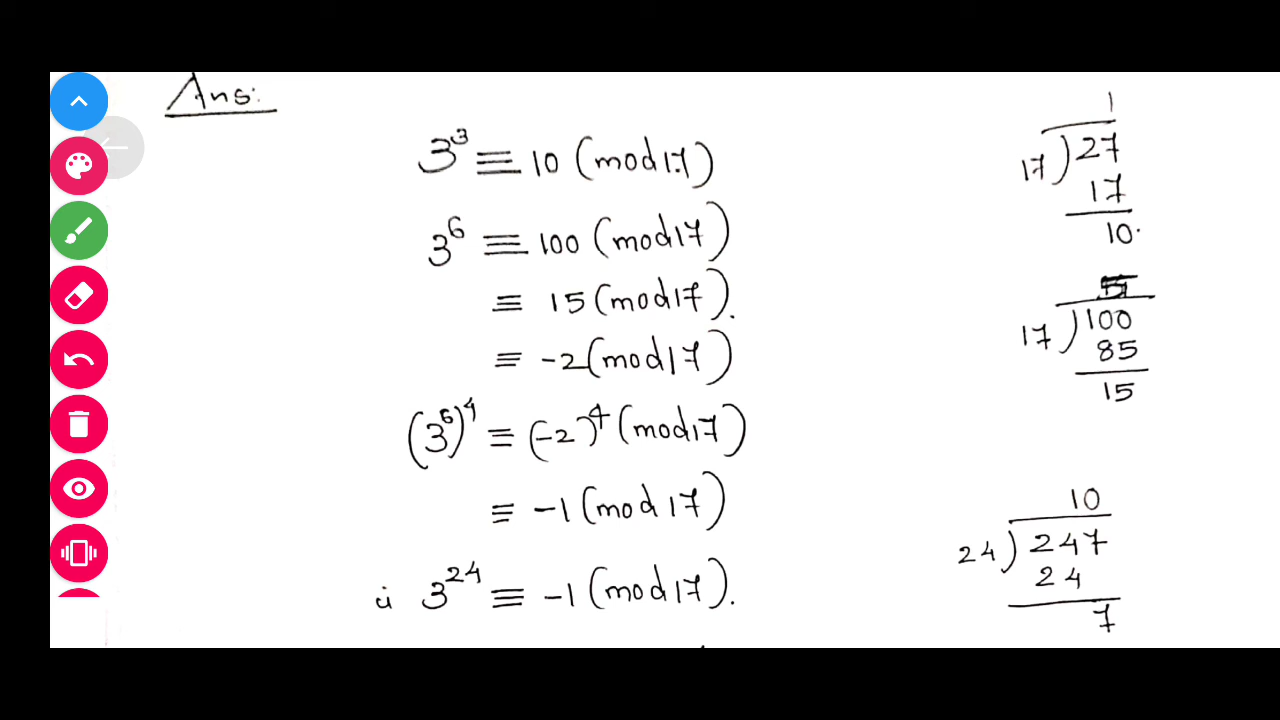 Ans:
3³ ≡ 10 (mod 17)
3⁶ ≡ 100 (mod 17)
≡ 15 (mod 17).
≡ -2 (mod 17)
(3⁶)⁴ ≡ (-2)⁴ (mod 17)
≡ -1 (mod 17)
3²⁴ ≡ -1 (mod 17).
1
17 ) 27
17
10
17 ) 100
85
15
10
24 ) 247
24
7